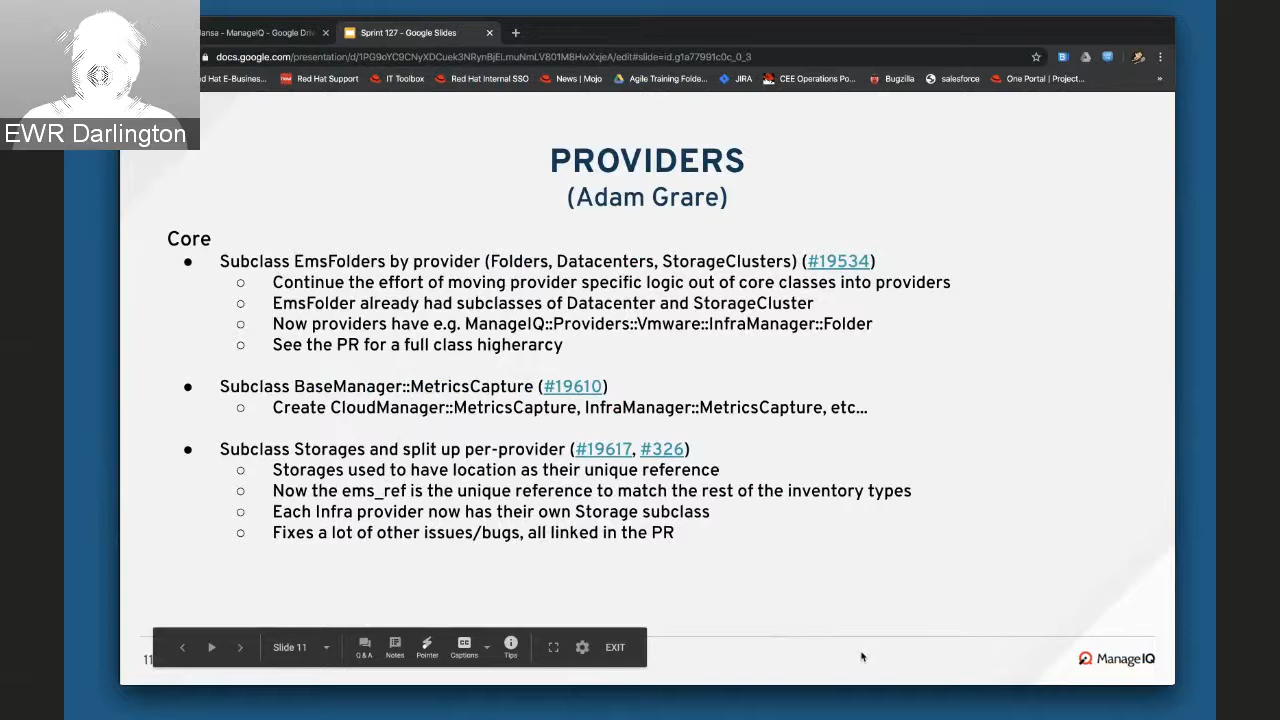 ansa - ManageIQ - Google Driv
Sprint 127 - Google Slides
docs.google.com/presentation/d/1PG9oYC9CNyXDCuek3NRynBjELmuNmLV801M8HwXxjeA/edit#slide=id.g1a77991c0c_0_3
d Hat E-Business...
Red Hat Support
IT Toolbox
Red Hat Internal SSO
News | Mojo
Agile Training Folde...
JIRA
CEE Operations Po...
Bugzilla
salesforce
One Portal | Project...
»
EWR Darlington
PROVIDERS
(Adam Grare)
Core
● Subclass EmsFolders by provider (Folders, Datacenters, StorageClusters) (#19534)
○ Continue the effort of moving provider specific logic out of core classes into providers
○ EmsFolder already had subclasses of Datacenter and StorageCluster
○ Now providers have e.g. ManageIQ::Providers::Vmware::InfraManager::Folder
○ See the PR for a full class higherarcy
● Subclass BaseManager::MetricsCapture (#19610)
○ Create CloudManager::MetricsCapture, InfraManager::MetricsCapture, etc...
● Subclass Storages and split up per-provider (#19617, #326)
○ Storages used to have location as their unique reference
○ Now the ems_ref is the unique reference to match the rest of the inventory types
○ Each Infra provider now has their own Storage subclass
○ Fixes a lot of other issues/bugs, all linked in the PR
11
Slide 11
Q&A
Notes
Pointer
CC
Captions
Tips
EXIT
ManageIQ